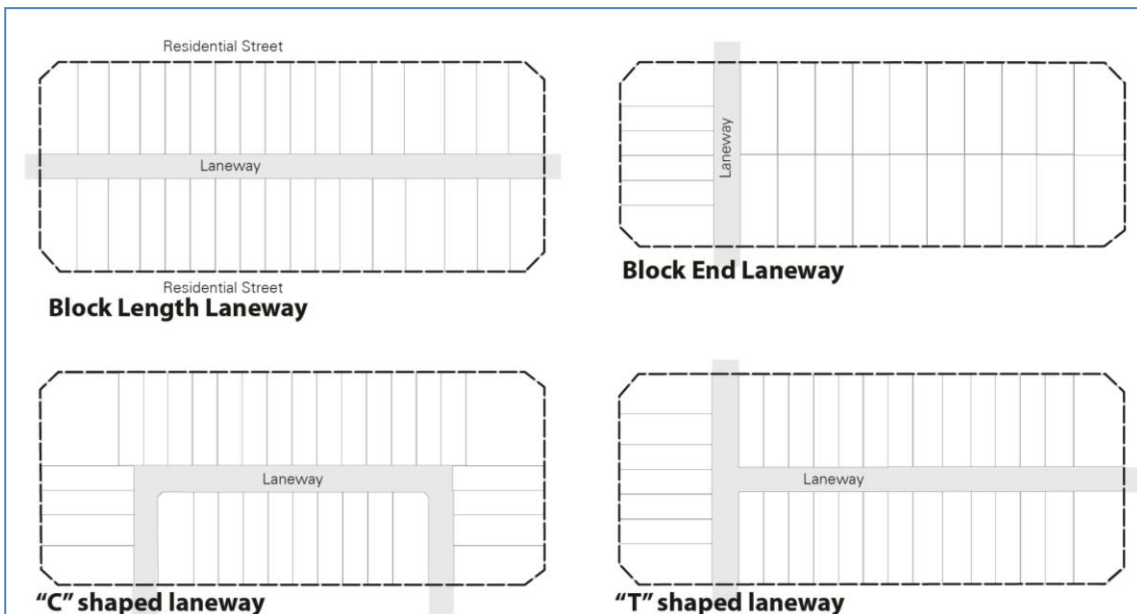 Residential Street
Laneway
Residential Street
Block Length Laneway
Laneway
Block End Laneway
Laneway
“C” shaped laneway
Laneway
“T” shaped laneway